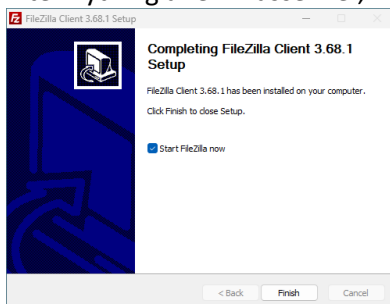 FileZilla Client 3.68.1 Setup
Completing FileZilla Client 3.68.1
Setup
FileZilla Client 3.68.1 has been installed on your computer.
Click Finish to close Setup.
Start FileZilla now
< Back Finish Cancel